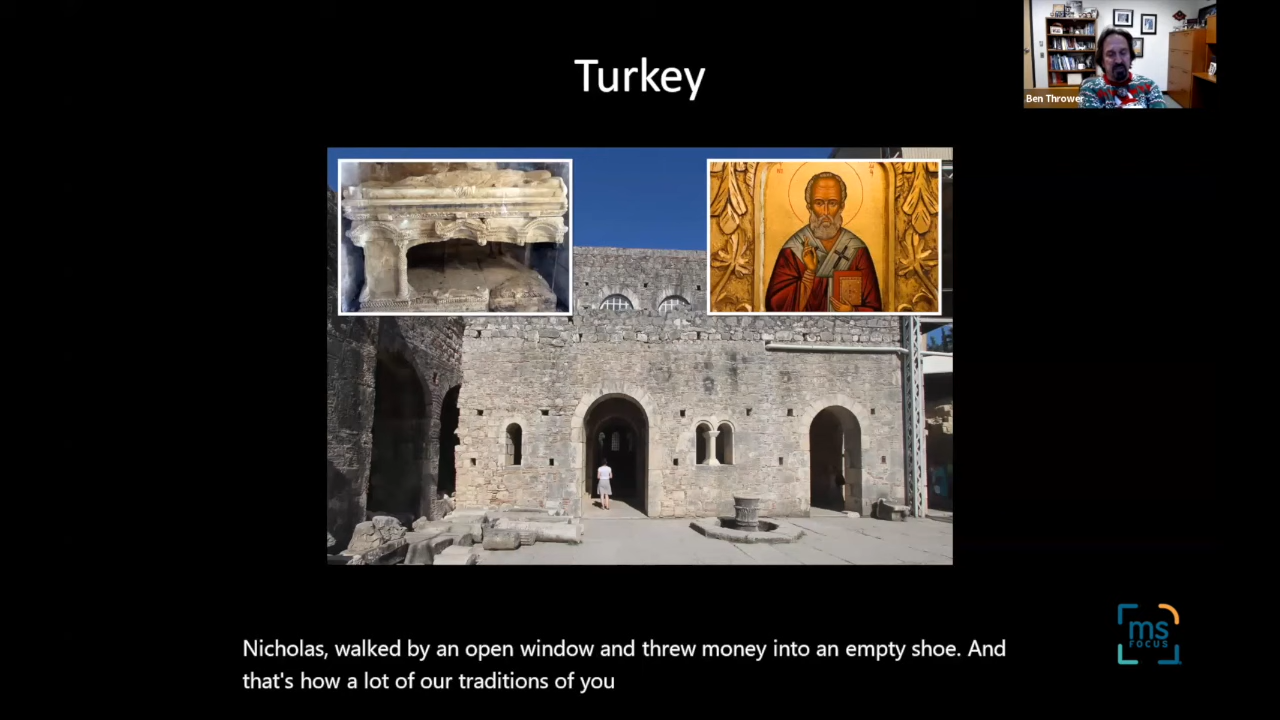 Turkey
Ben Thrower
Nicholas, walked by an open window and threw money into an empty shoe. And
that's how a lot of our traditions of you
ms
FOCUS